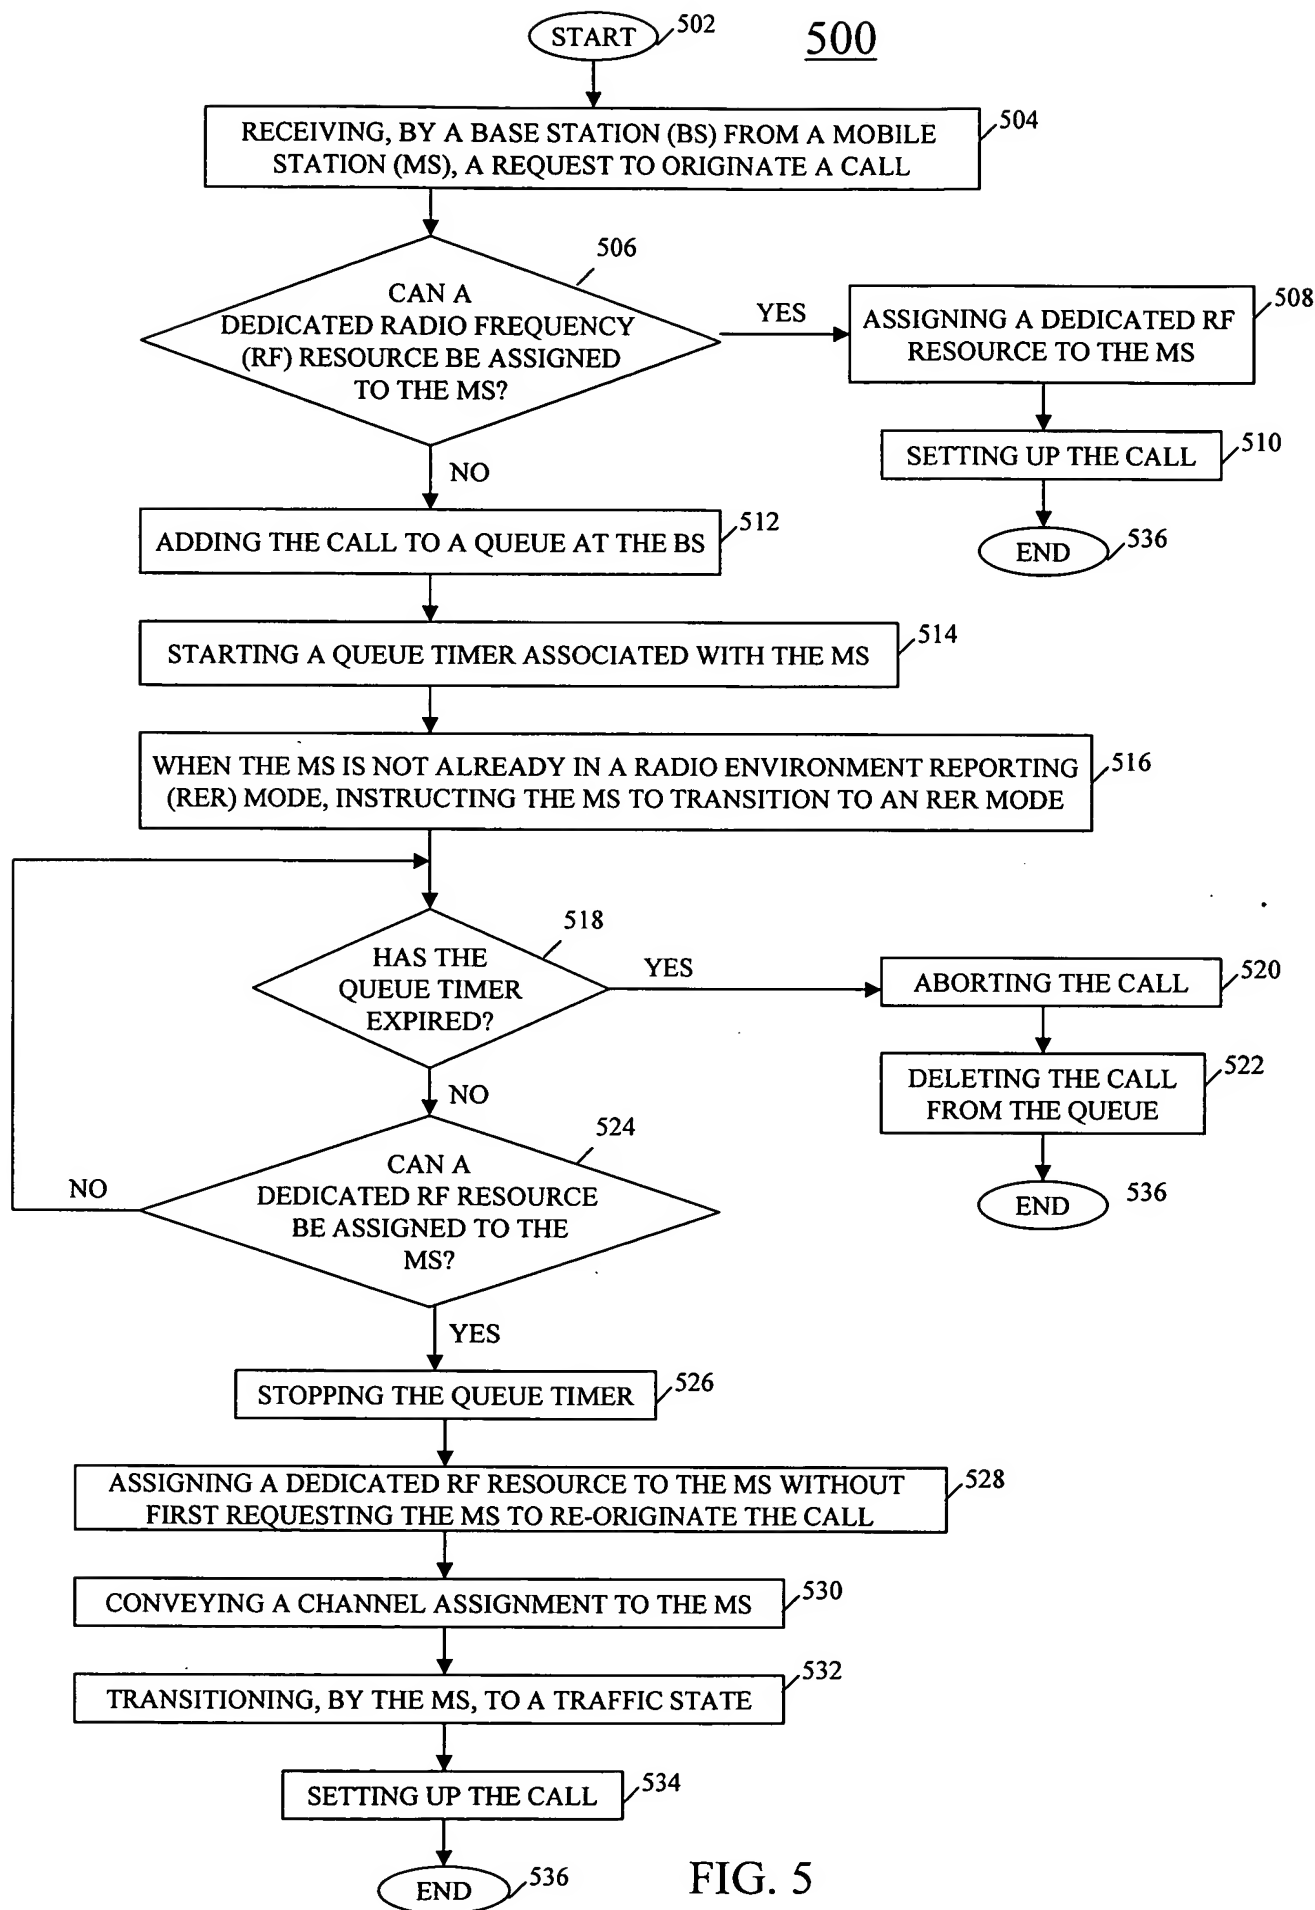 START
502
500
RECEIVING, BY A BASE STATION (BS) FROM A MOBILE
STATION (MS), A REQUEST TO ORIGINATE A CALL
504
506
CAN A
DEDICATED RADIO FREQUENCY
(RF) RESOURCE BE ASSIGNED
TO THE MS?
YES
ASSIGNING A DEDICATED RF
RESOURCE TO THE MS
508
SETTING UP THE CALL
510
END
536
NO
ADDING THE CALL TO A QUEUE AT THE BS
512
STARTING A QUEUE TIMER ASSOCIATED WITH THE MS
514
WHEN THE MS IS NOT ALREADY IN A RADIO ENVIRONMENT REPORTING
(RER) MODE, INSTRUCTING THE MS TO TRANSITION TO AN RER MODE
516
518
HAS THE
QUEUE TIMER
EXPIRED?
YES
ABORTING THE CALL
520
DELETING THE CALL
FROM THE QUEUE
522
END
536
NO
524
CAN A
DEDICATED RF RESOURCE
BE ASSIGNED TO THE
MS?
NO
YES
STOPPING THE QUEUE TIMER
526
ASSIGNING A DEDICATED RF RESOURCE TO THE MS WITHOUT
FIRST REQUESTING THE MS TO RE-ORIGINATE THE CALL
528
CONVEYING A CHANNEL ASSIGNMENT TO THE MS
530
TRANSITIONING, BY THE MS, TO A TRAFFIC STATE
532
SETTING UP THE CALL
534
END
536
FIG. 5